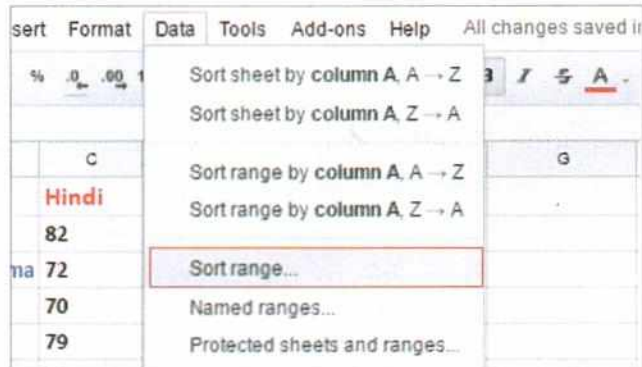 sert Format Data Tools Add-ons Help All changes saved in
% .0 .00 1 B I S A
Sort sheet by column A, A → Z
Sort sheet by column A, Z → A
C G
Sort range by column A, A → Z
Hindi
Sort range by column A, Z → A
82
ma 72 Sort range...
70 Named ranges...
79 Protected sheets and ranges...